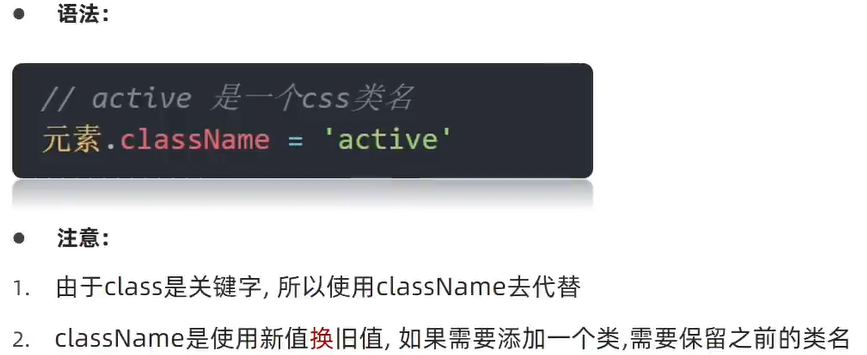 ● 语法：
// active 是一个css类名
元素.className = 'active'
● 注意：
1. 由于class是关键字, 所以使用className去代替
2. className是使用新值换旧值, 如果需要添加一个类,需要保留之前的类名